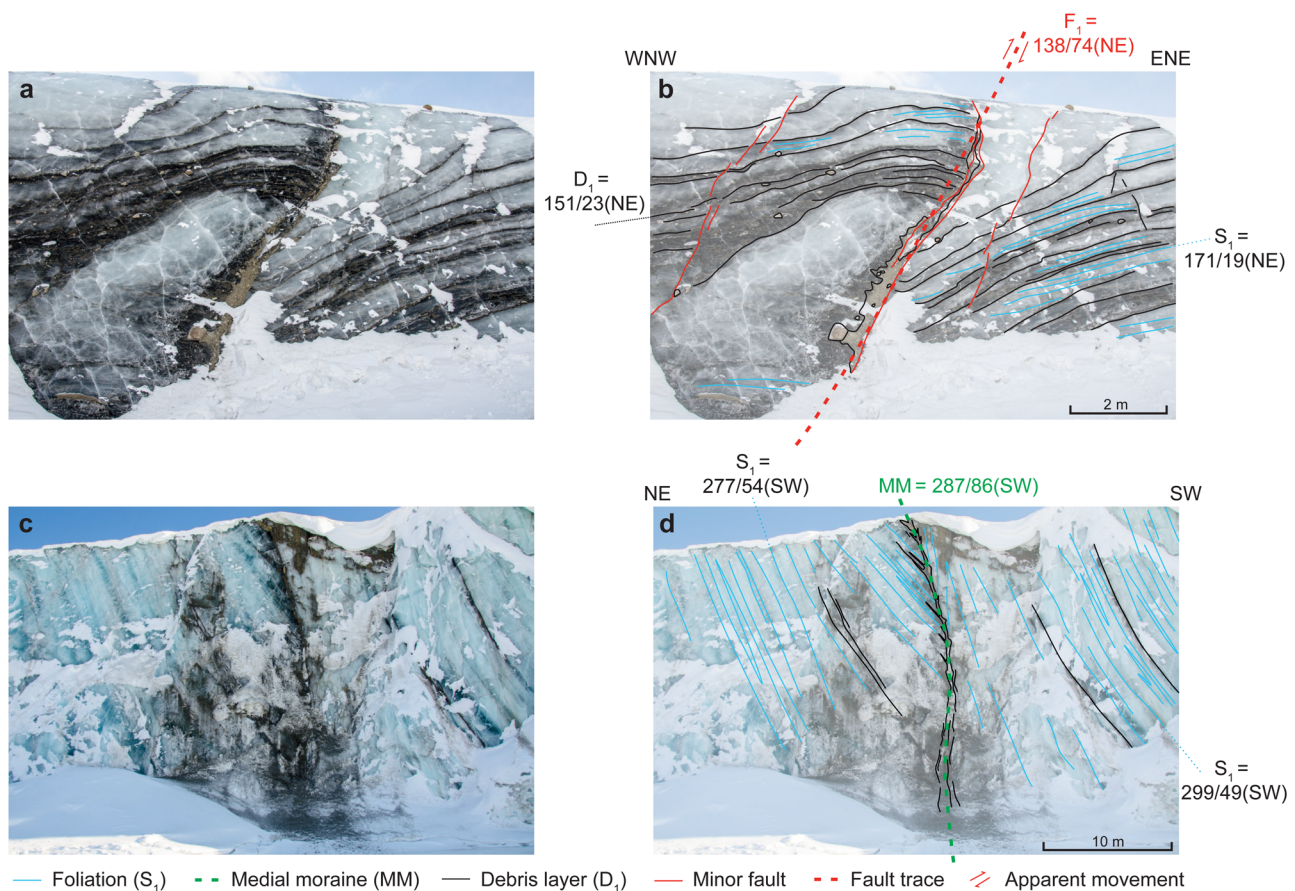 a
WNW
F1 =
138/74(NE)
b
ENE
D1 =
151/23(NE)
S1 =
171/19(NE)
2 m
c
NE
S1 =
277/54(SW)
MM = 287/86(SW)
d
SW
S1 =
299/49(SW)
10 m
Foliation (S1)
Medial moraine (MM)
Debris layer (D1)
Minor fault
Fault trace
Apparent movement